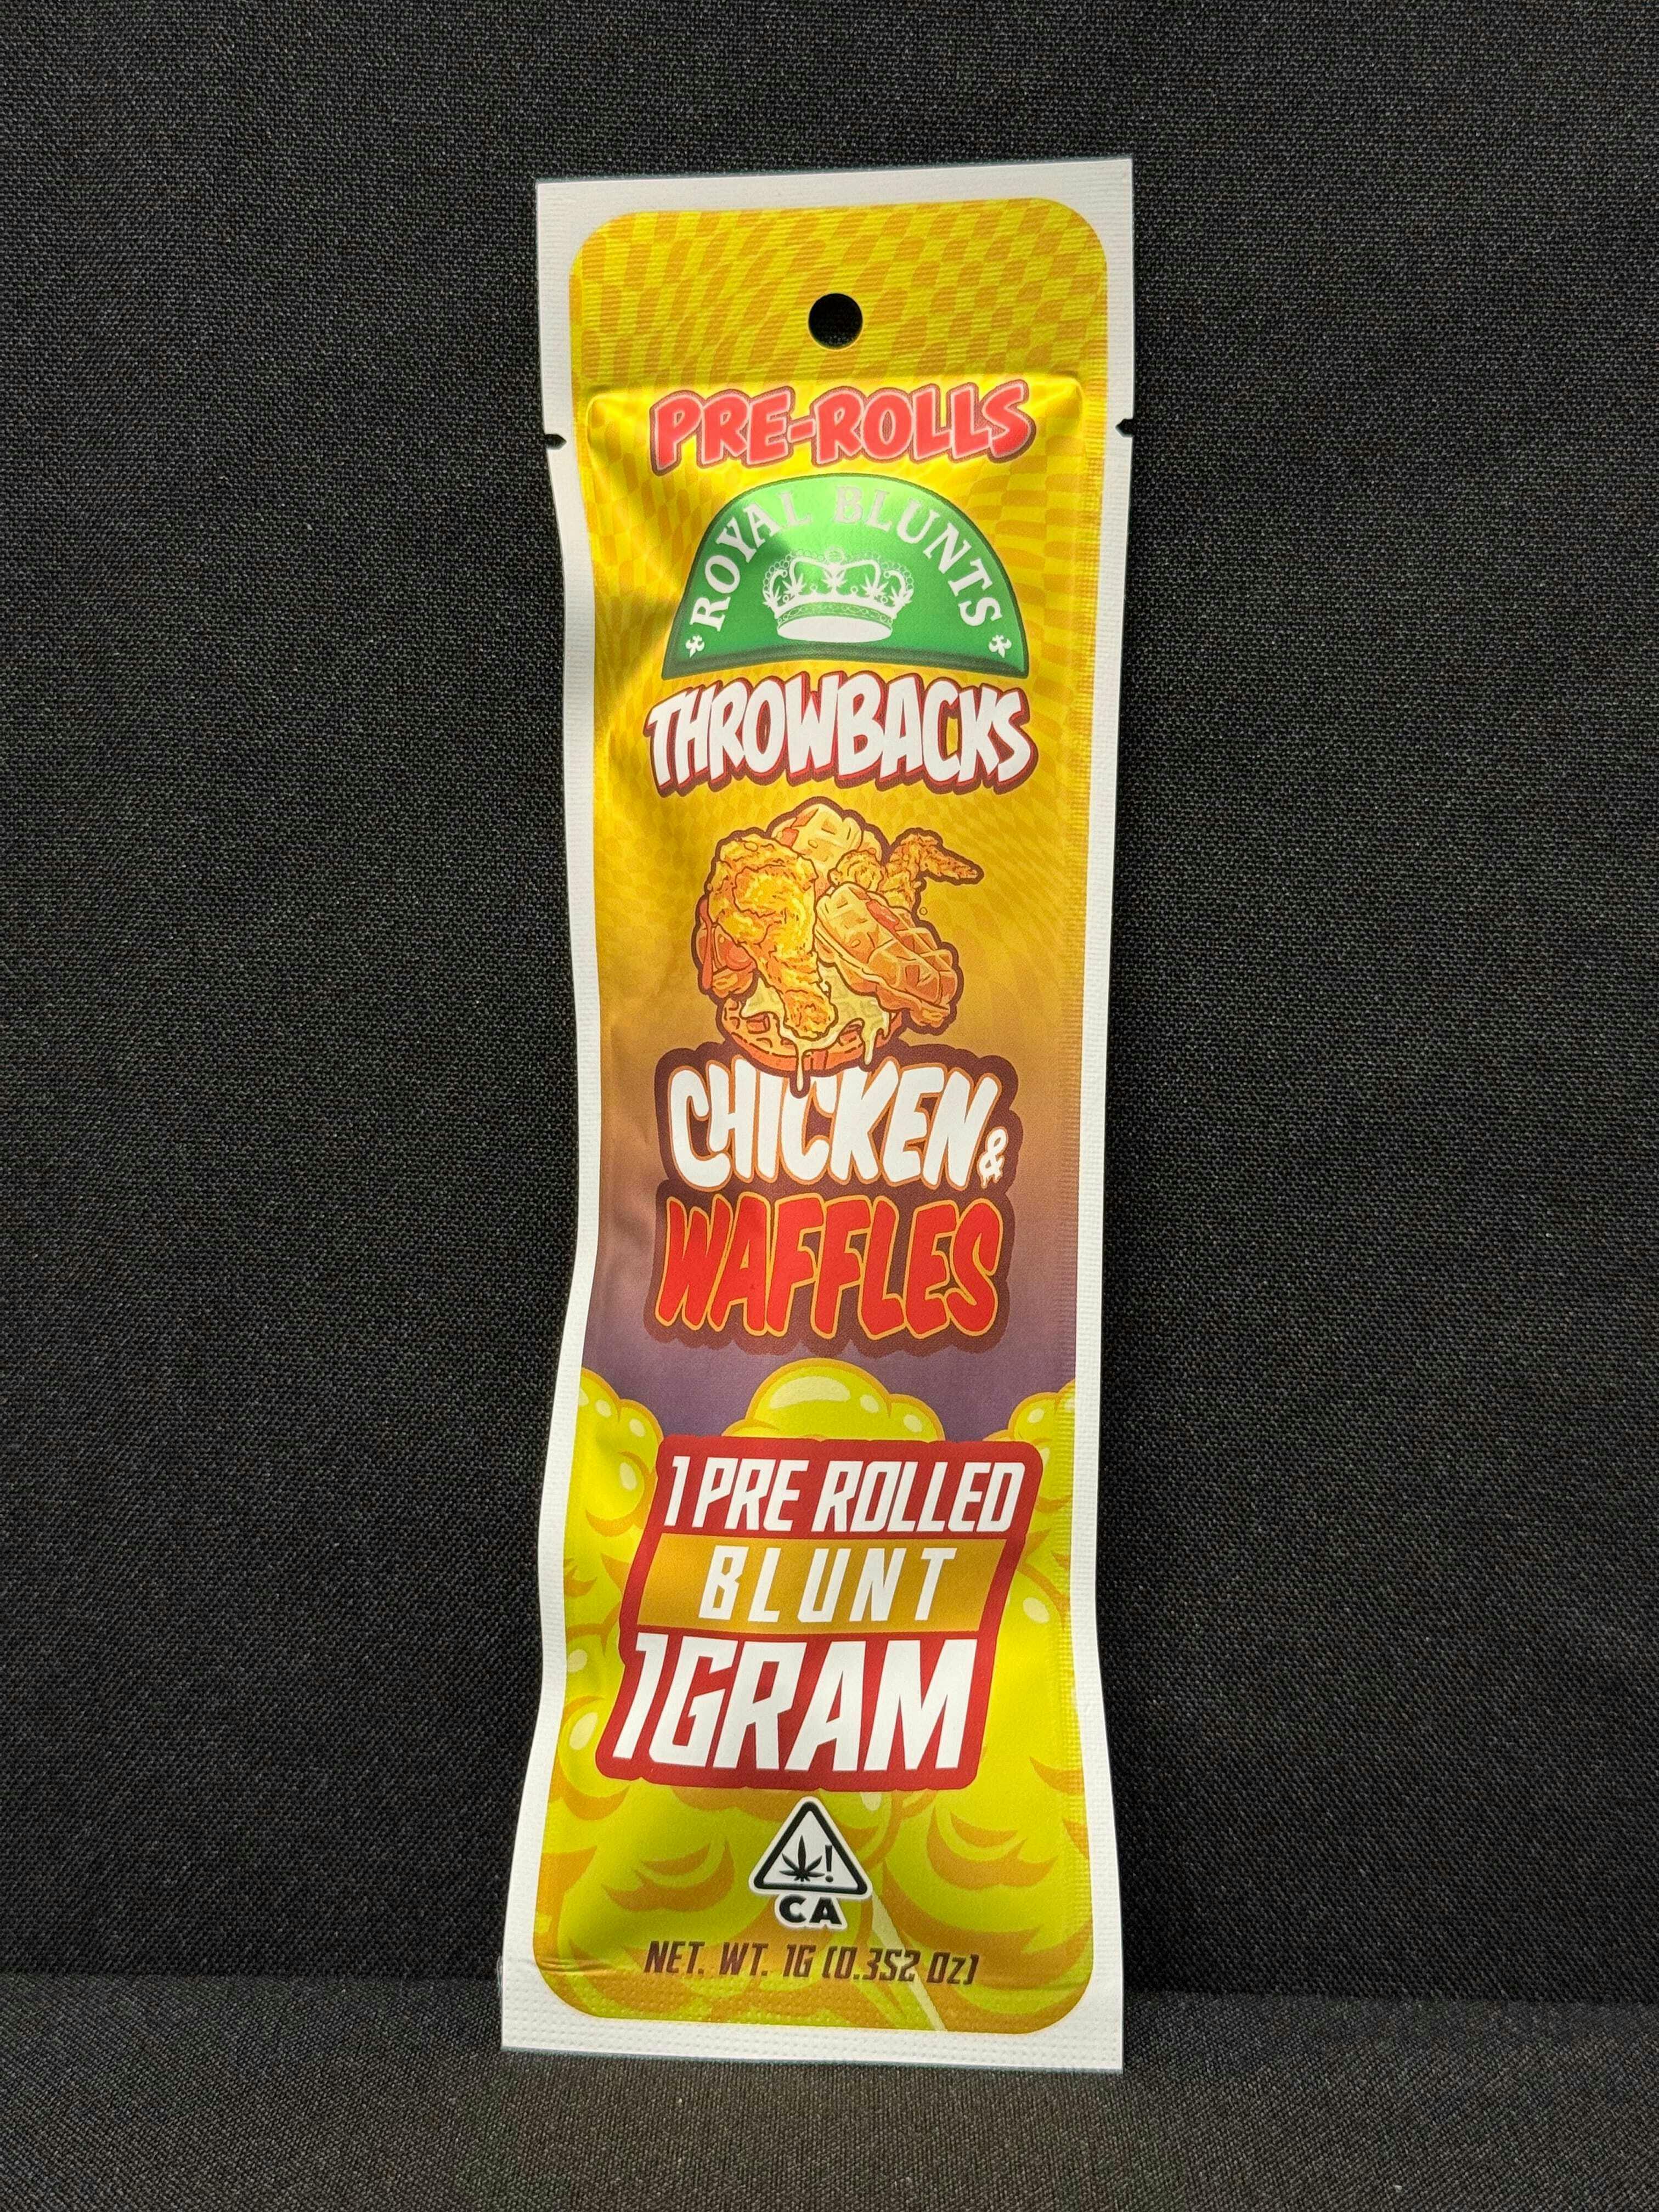 PRE-ROLLS
ROYAL BLUNTS
THROWBACKS
CHICKEN &
WAFFLES
1 PRE ROLLED
BLUNT
1GRAM
!
CA
NET. WT. 1G (0.352 Oz)